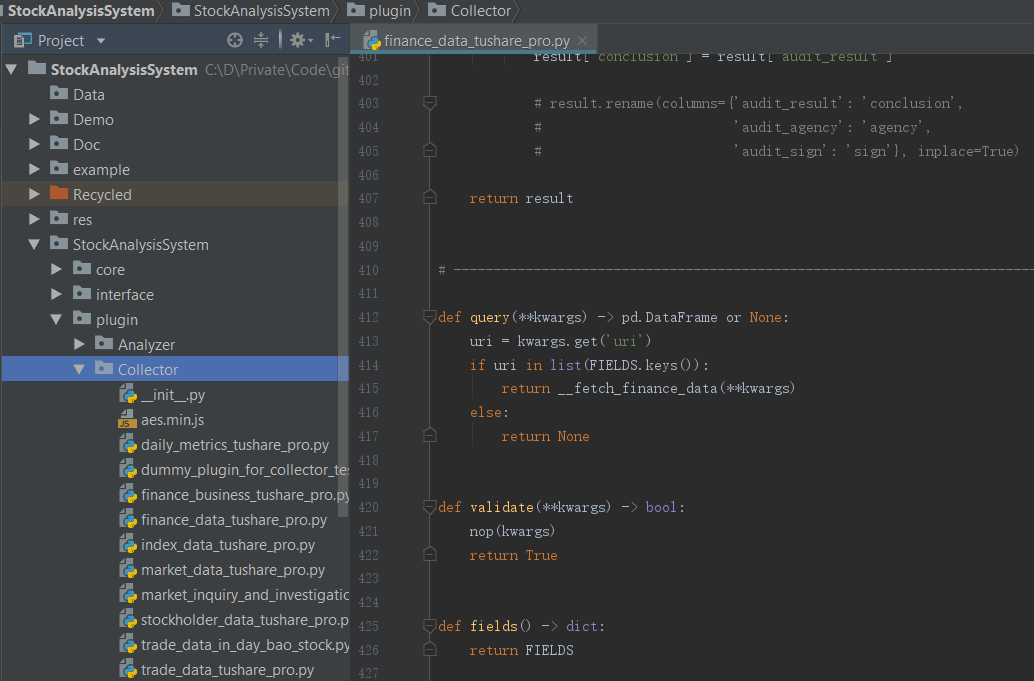 StockAnalysisSystem StockAnalysisSystem plugin Collector
Project
StockAnalysisSystem C:\D\Private\Code\git
Data
Demo
Doc
example
Recycled
res
StockAnalysisSystem
core
interface
plugin
Analyzer
Collector
__init__.py
aes.min.js
daily_metrics_tushare_pro.py
dummy_plugin_for_collector_te
finance_business_tushare_pro.py
finance_data_tushare_pro.py
index_data_tushare_pro.py
market_data_tushare_pro.py
market_inquiry_and_investigatio
stockholder_data_tushare_pro.p
trade_data_in_day_bao_stock.py
trade_data_tushare_pro.py
finance_data_tushare_pro.py
401 result['conclusion'] = result['audit_result']
402
403 # result.rename(columns={'audit_result': 'conclusion',
404 # 'audit_agency': 'agency',
405 # 'audit_sign': 'sign'}, inplace=True)
406
407 return result
408
409
410 # ----------------------------------------------------------------------
411
412 def query(**kwargs) -> pd.DataFrame or None:
413 uri = kwargs.get('uri')
414 if uri in list(FIELDS.keys()):
415 return __fetch_finance_data(**kwargs)
416 else:
417 return None
418
419
420 def validate(**kwargs) -> bool:
421 nop(kwargs)
422 return True
423
424
425 def fields() -> dict:
426 return FIELDS
427